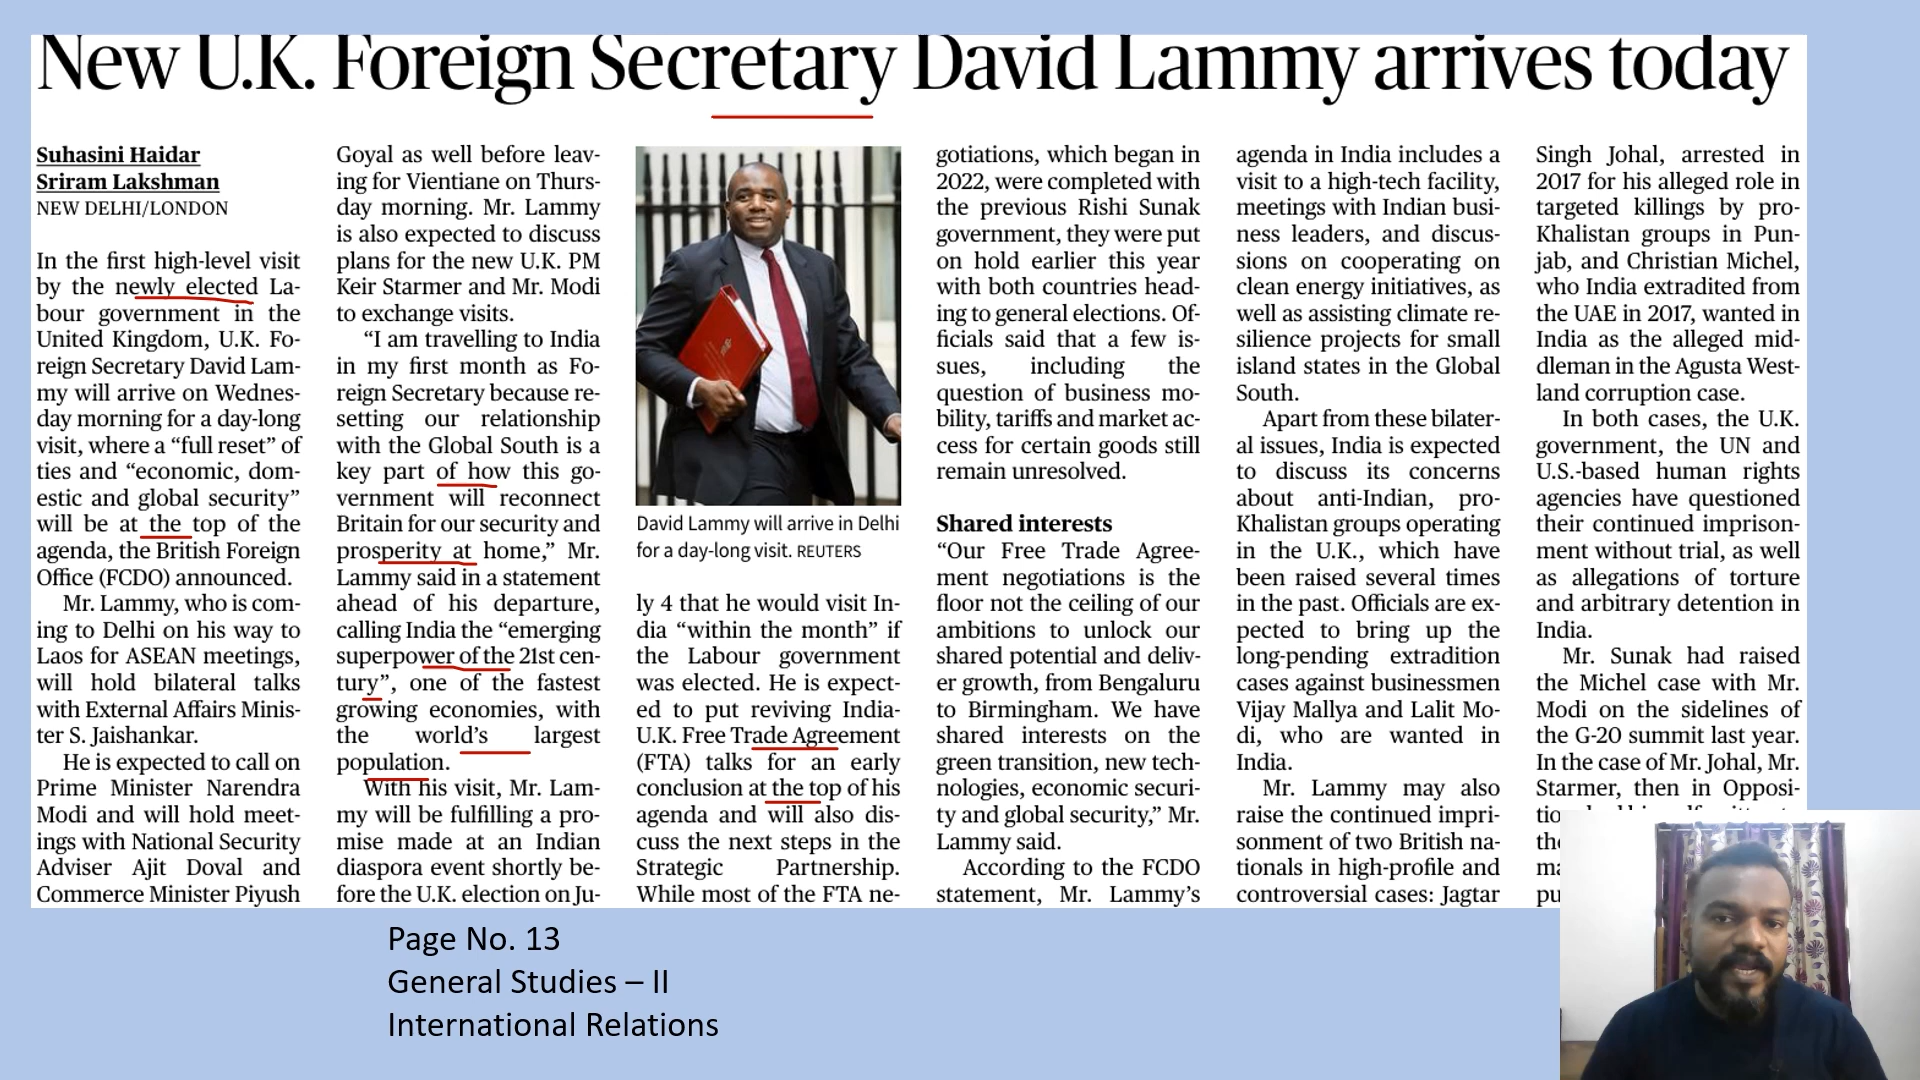 New U.K. Foreign Secretary David Lammy arrives today
Suhasini Haidar
Sriram Lakshman
NEW DELHI/LONDON
In the first high-level visit
by the newly elected La-
bour government in the
United Kingdom, U.K. Fo-
reign Secretary David Lam-
my will arrive on Wednes-
day morning for a day-long
visit, where a “full reset” of
ties and “economic, dom-
estic and global security”
will be at the top of the
agenda, the British Foreign
Office (FCDO) announced.
Mr. Lammy, who is com-
ing to Delhi on his way to
Laos for ASEAN meetings,
will hold bilateral talks
with External Affairs Minis-
ter S. Jaishankar.
He is expected to call on
Prime Minister Narendra
Modi and will hold meet-
ings with National Security
Adviser Ajit Doval and
Commerce Minister Piyush
Goyal as well before leav-
ing for Vientiane on Thurs-
day morning. Mr. Lammy
is also expected to discuss
plans for the new U.K. PM
Keir Starmer and Mr. Modi
to exchange visits.
“I am travelling to India
in my first month as Fo-
reign Secretary because re-
setting our relationship
with the Global South is a
key part of how this go-
vernment will reconnect
Britain for our security and
prosperity at home,” Mr.
Lammy said in a statement
ahead of his departure,
calling India the “emerging
superpower of the 21st cen-
tury”, one of the fastest
growing economies, with
the world’s largest
population.
With his visit, Mr. Lam-
my will be fulfilling a pro-
mise made at an Indian
diaspora event shortly be-
fore the U.K. election on Ju-
David Lammy will arrive in Delhi
for a day-long visit. REUTERS
ly 4 that he would visit In-
dia “within the month” if
the Labour government
was elected. He is expect-
ed to put reviving India-
U.K. Free Trade Agreement
(FTA) talks for an early
conclusion at the top of his
agenda and will also dis-
cuss the next steps in the
Strategic Partnership.
While most of the FTA ne-
gotiations, which began in
2022, were completed with
the previous Rishi Sunak
government, they were put
on hold earlier this year
with both countries head-
ing to general elections. Of-
ficials said that a few is-
sues, including the
question of business mo-
bility, tariffs and market ac-
cess for certain goods still
remain unresolved.
Shared interests
“Our Free Trade Agree-
ment negotiations is the
floor not the ceiling of our
ambitions to unlock our
shared potential and deliv-
er growth, from Bengaluru
to Birmingham. We have
shared interests on the
green transition, new tech-
nologies, economic securi-
ty and global security,” Mr.
Lammy said.
According to the FCDO
statement, Mr. Lammy’s
agenda in India includes a
visit to a high-tech facility,
meetings with Indian busi-
ness leaders, and discus-
sions on cooperating on
clean energy initiatives, as
well as assisting climate re-
silience projects for small
island states in the Global
South.
Apart from these bilater-
al issues, India is expected
to discuss its concerns
about anti-Indian, pro-
Khalistan groups operating
in the U.K., which have
been raised several times
in the past. Officials are ex-
pected to bring up the
long-pending extradition
cases against businessmen
Vijay Mallya and Lalit Mo-
di, who are wanted in
India.
Mr. Lammy may also
raise the continued impri-
sonment of two British na-
tionals in high-profile and
controversial cases: Jagtar
Singh Johal, arrested in
2017 for his alleged role in
targeted killings by pro-
Khalistan groups in Pun-
jab, and Christian Michel,
who India extradited from
the UAE in 2017, wanted in
India as the alleged mid-
dleman in the Agusta West-
land corruption case.
In both cases, the U.K.
government, the UN and
U.S.-based human rights
agencies have questioned
their continued imprison-
ment without trial, as well
as allegations of torture
and arbitrary detention in
India.
Mr. Sunak had raised
the Michel case with Mr.
Modi on the sidelines of
the G-20 summit last year.
In the case of Mr. Johal, Mr.
Starmer, then in Opposi-
Page No. 13
General Studies – II
International Relations